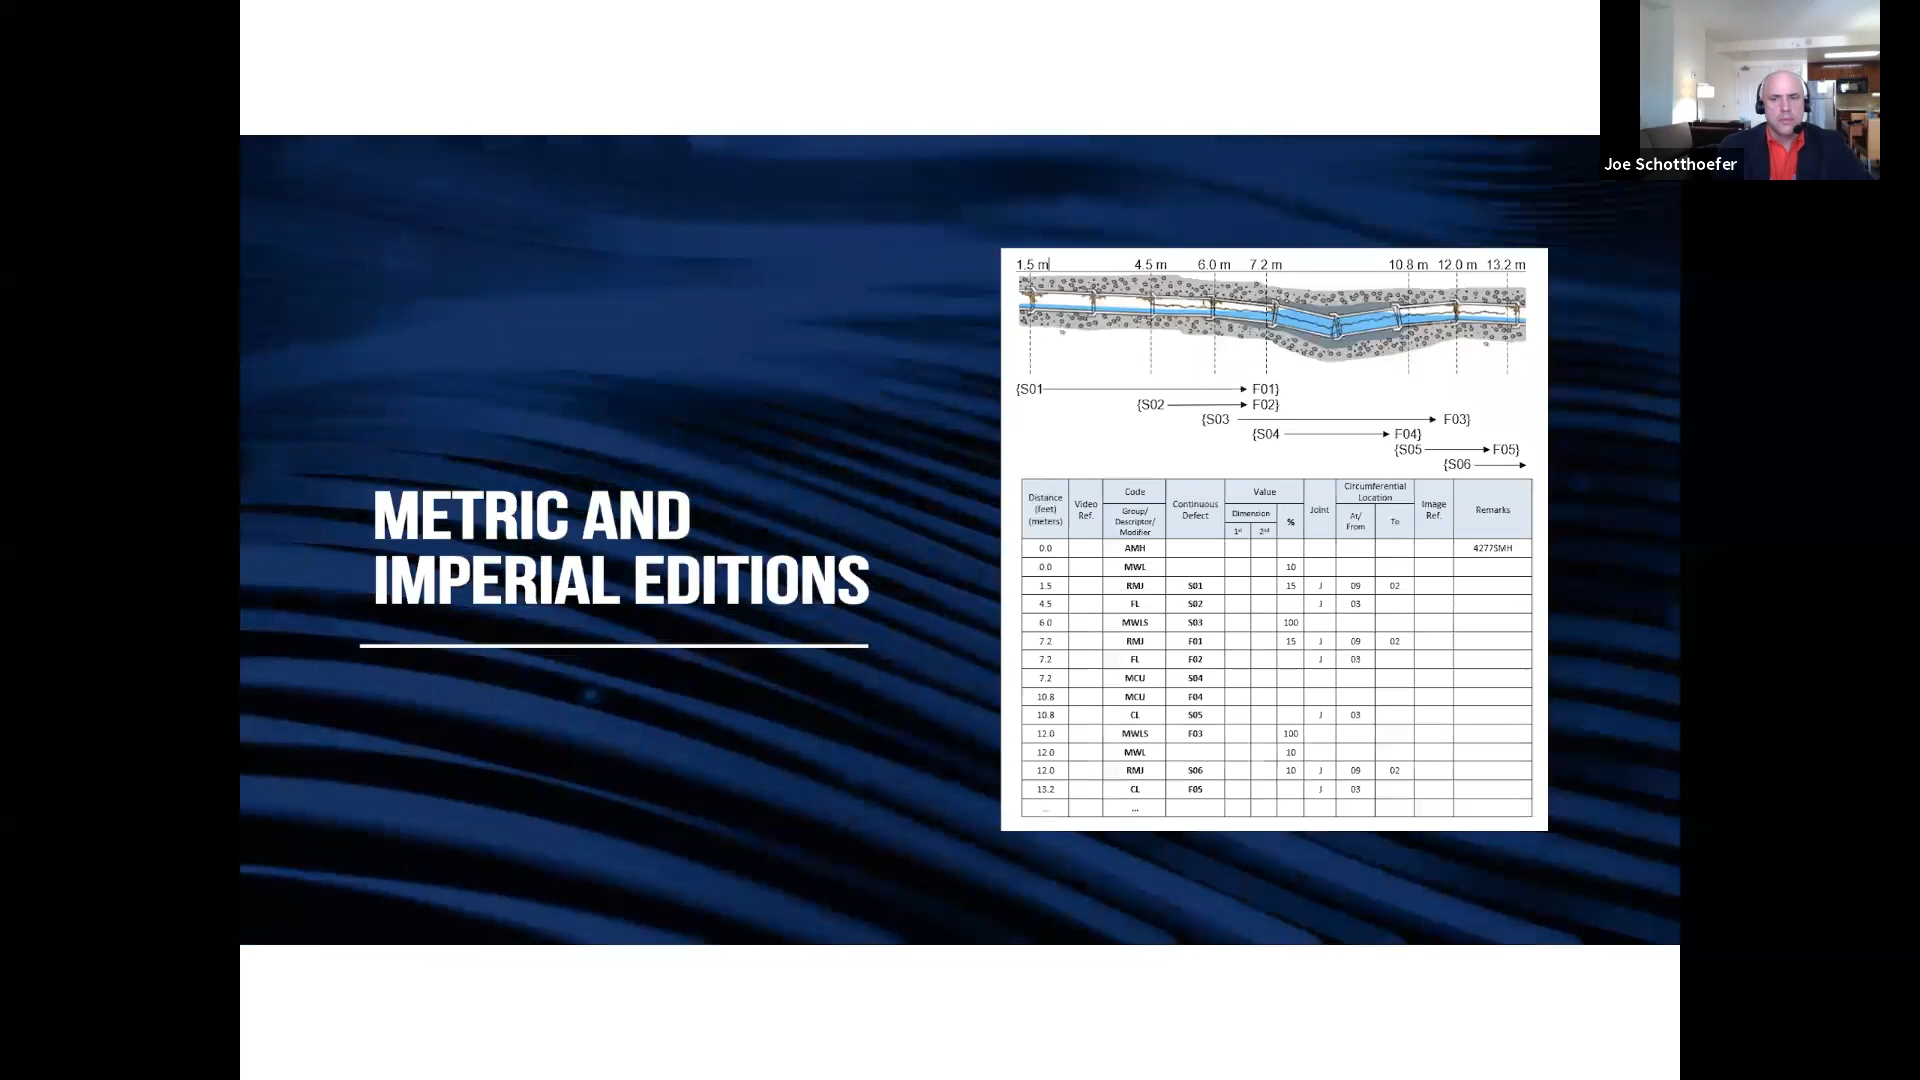 Joe Schotthoefer
METRIC AND
IMPERIAL EDITIONS
1.5 m 4.5 m 6.0 m 7.2 m 10.8 m 12.0 m 13.2 m
{S01 F01}
{S02 F02}
{S03 F03}
{S04 F04}
{S05 F05}
{S06
Distance (feet) (meters) Video Ref. Code Group/ Descriptor/ Modifier Continuous Defect Value Dimension 1st 2nd % Joint Circumferential Location At/ From To Image Ref. Remarks
0.0 AMH 4277SMH
0.0 MWL 10
1.5 RMJ S01 15 J 09 02
4.5 FL S02 J 03
6.0 MWLS S03 100
7.2 RMJ F01 15 J 09 02
7.2 FL F02 J 03
7.2 MCU S04
10.8 MCU F04
10.8 CL S05 J 03
12.0 MWLS F03 100
12.0 MWL 10
12.0 RMJ S06 10 J 09 02
13.2 CL F05 J 03
... ...